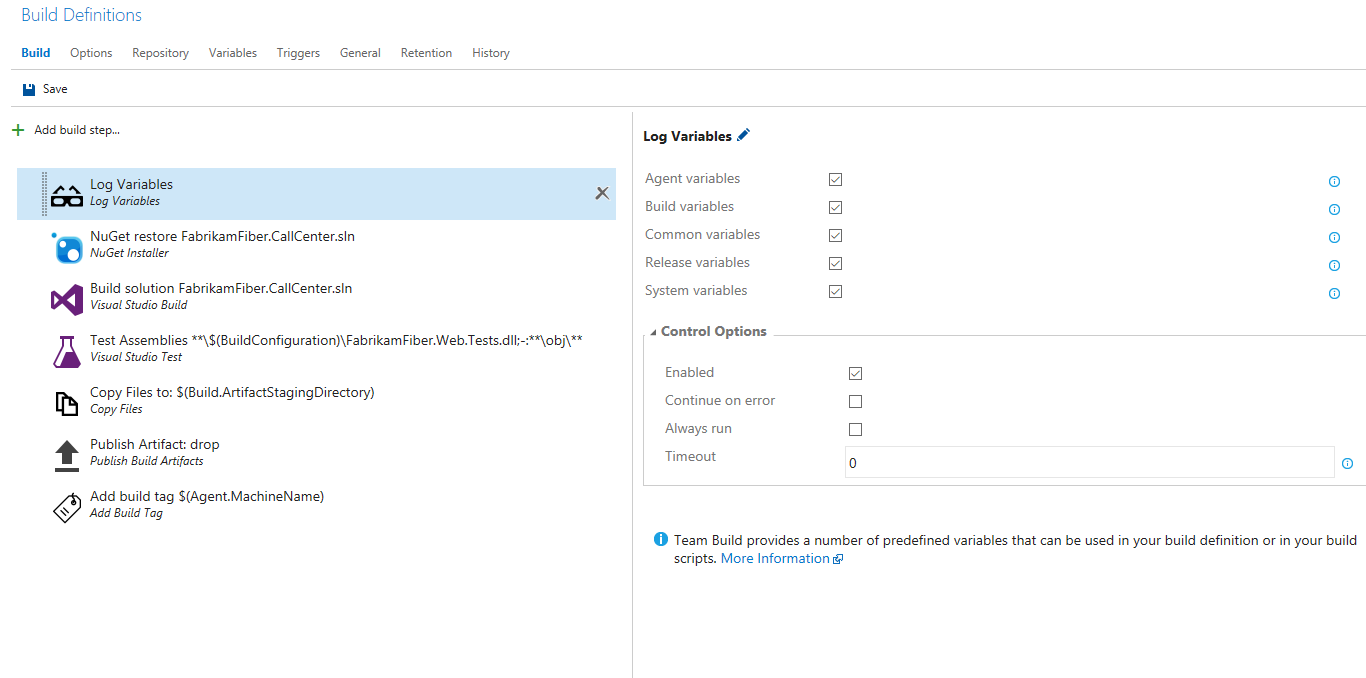 Build Definitions
Build Options Repository Variables Triggers General Retention History
Save
Add build step...
Log Variables
Log Variables
NuGet restore FabrikamFiber.CallCenter.sln
NuGet Installer
Build solution FabrikamFiber.CallCenter.sln
Visual Studio Build
Test Assemblies **\$(BuildConfiguration)\FabrikamFiber.Web.Tests.dll;-:**\obj\**
Visual Studio Test
Copy Files to: $(Build.ArtifactStagingDirectory)
Copy Files
Publish Artifact: drop
Publish Build Artifacts
Add build tag $(Agent.MachineName)
Add Build Tag
Log Variables
Agent variables
Build variables
Common variables
Release variables
System variables
Control Options
Enabled
Continue on error
Always run
Timeout 0
Team Build provides a number of predefined variables that can be used in your build definition or in your build
scripts. More Information